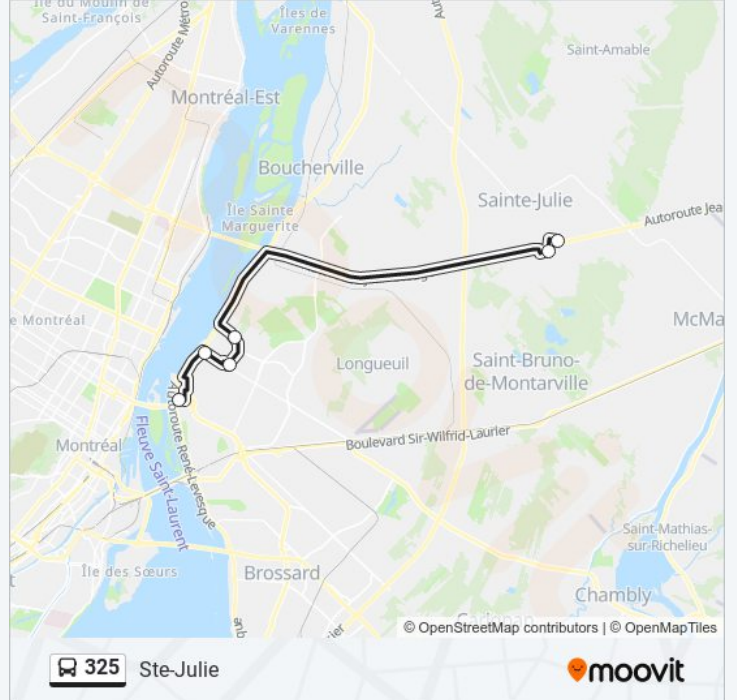 Île du Moulin de
Saint-François
Îles de
Varennes
Autoroute Métro
Aut
Saint-Amable
Montréal-Est
Boucherville
Sainte-Julie
Île Sainte
Marguerite
Autoroute Jea
e Montréal
McMa
Longueuil
Saint-Bruno-
de-Montarville
Autoroute René-Levesque
Boulevard Sir-Wilfrid-Laurier
Montréal
Fleuve Saint-Laurent
Saint-Mathias-
sur-Richelieu
Île des Sœurs
Brossard
t
Chambly
© OpenStreetMap contributors | © OpenMapTiles
325 Ste-Julie
moovit